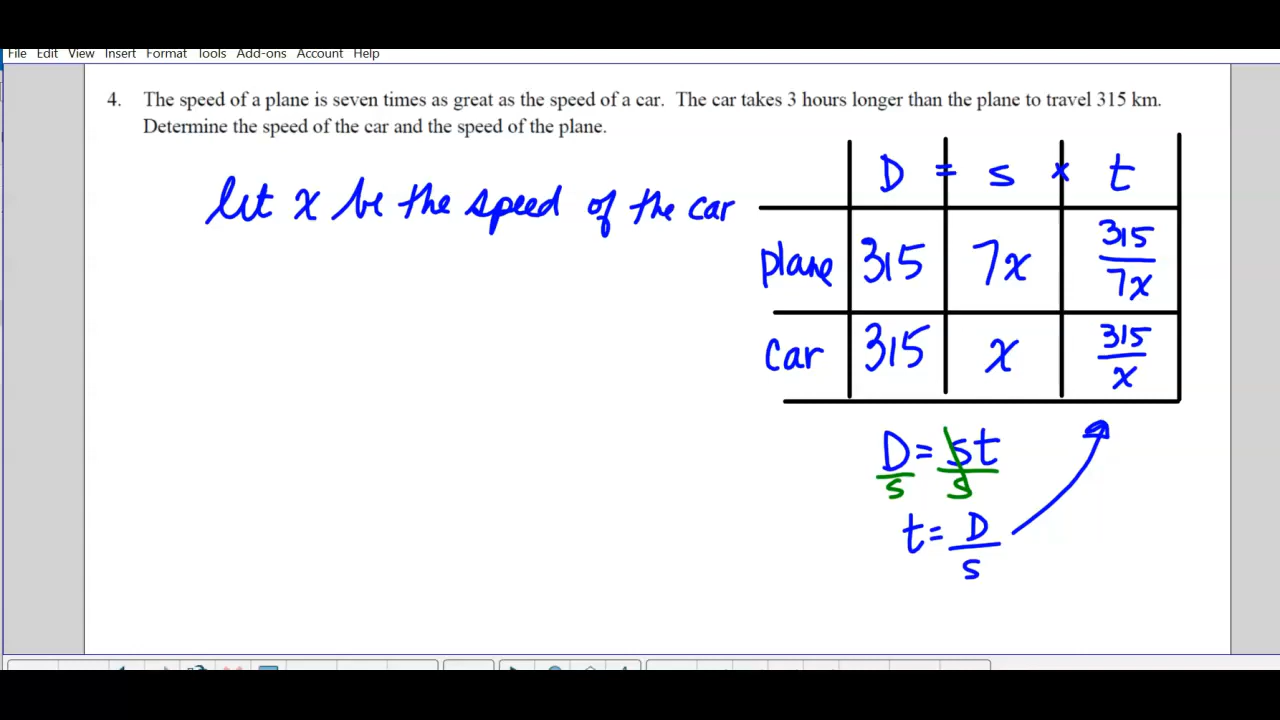 File Edit View Insert Format Tools Add-ons Account Help
4. The speed of a plane is seven times as great as the speed of a car. The car takes 3 hours longer than the plane to travel 315 km.
Determine the speed of the car and the speed of the plane.
let x be the speed of the car
D = s × t
plane 315 7x 315/7x
car 315 x 315/x
D/s = st/s
t = D/s